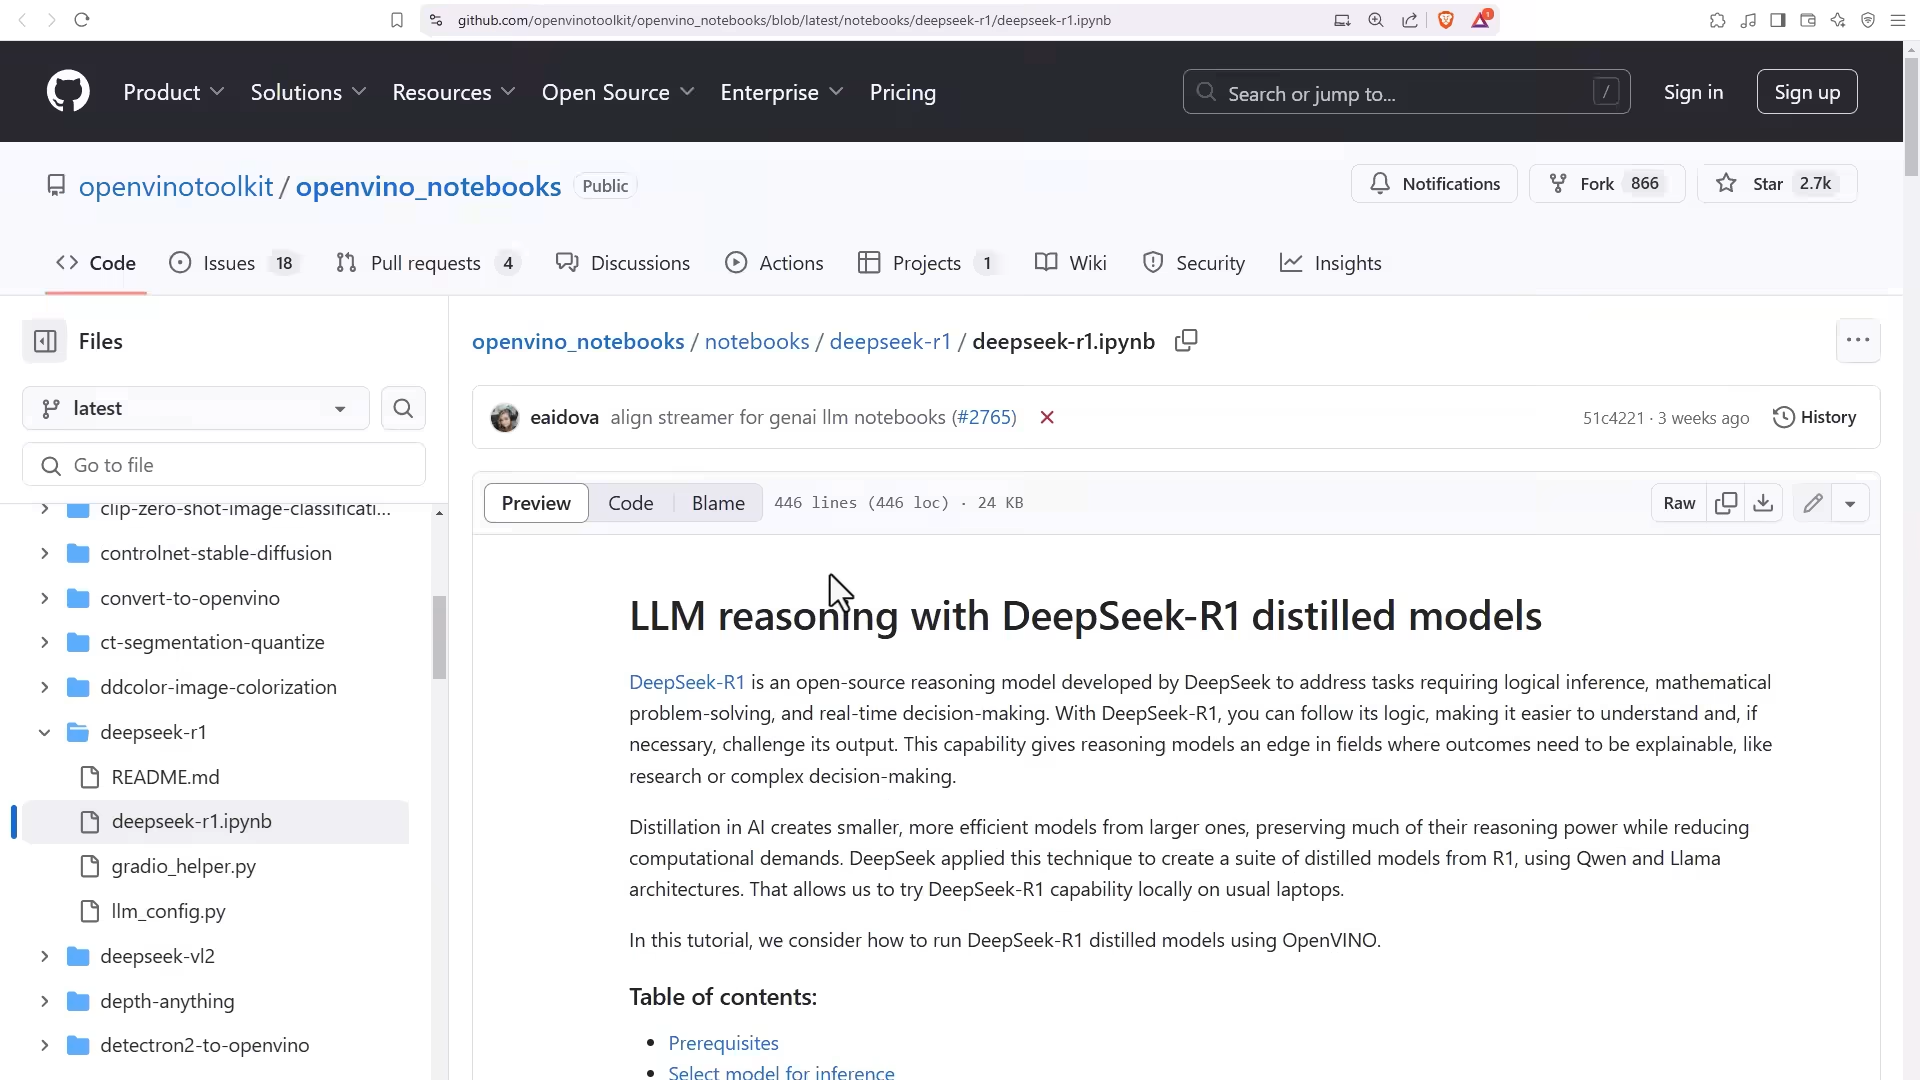 github.com/openvinotoolkit/openvino_notebooks/blob/latest/notebooks/deepseek-r1/deepseek-r1.ipynb
1
Product
Solutions
Resources
Open Source
Enterprise
Pricing
Search or jump to...
/
Sign in
Sign up
openvinotoolkit / openvino_notebooks
Public
Notifications
Fork 866
Star 2.7k
Code
Issues 18
Pull requests 4
Discussions
Actions
Projects 1
Wiki
Security
Insights
Files
latest
Go to file
clip-zero-shot-image-classificati...
controlnet-stable-diffusion
convert-to-openvino
ct-segmentation-quantize
ddcolor-image-colorization
deepseek-r1
README.md
deepseek-r1.ipynb
gradio_helper.py
llm_config.py
deepseek-vl2
depth-anything
detectron2-to-openvino
openvino_notebooks / notebooks / deepseek-r1 / deepseek-r1.ipynb
eaidova align streamer for genai llm notebooks (#2765)
51c4221 · 3 weeks ago
History
Preview
Code
Blame
446 lines (446 loc) · 24 KB
Raw
LLM reasoning with DeepSeek-R1 distilled models
DeepSeek-R1 is an open-source reasoning model developed by DeepSeek to address tasks requiring logical inference, mathematical
problem-solving, and real-time decision-making. With DeepSeek-R1, you can follow its logic, making it easier to understand and, if
necessary, challenge its output. This capability gives reasoning models an edge in fields where outcomes need to be explainable, like
research or complex decision-making.
Distillation in AI creates smaller, more efficient models from larger ones, preserving much of their reasoning power while reducing
computational demands. DeepSeek applied this technique to create a suite of distilled models from R1, using Qwen and Llama
architectures. That allows us to try DeepSeek-R1 capability locally on usual laptops.
In this tutorial, we consider how to run DeepSeek-R1 distilled models using OpenVINO.
Table of contents:
Prerequisites
Select model for inference